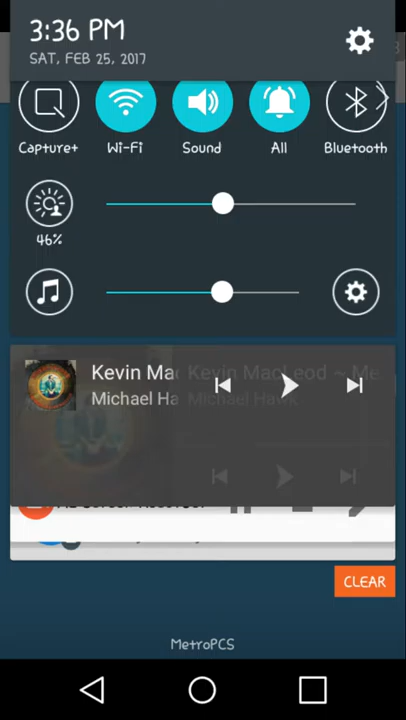 3:36 PM
SAT, FEB 25, 2017
Capture+
Wi-Fi
Sound
All
Bluetooth
46%
Kevin Mac
Kevin MacLeod ~ Me...
Michael Ha
Michael Hawk
CLEAR
MetroPCS